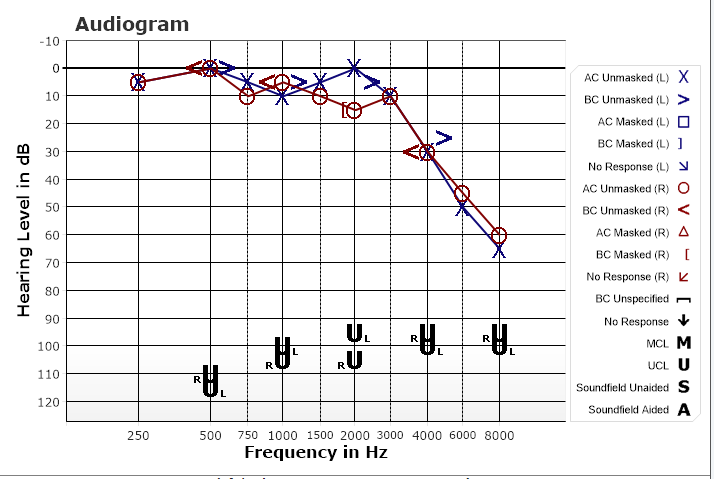 Audiogram
-10
0
10
20
30
40
50
60
70
80
90
100
110
120
Hearing Level in dB
250 500 750 1000 1500 2000 3000 4000 6000 8000
Frequency in Hz
[
U L
R U
U L
R U
R U
U L
R U
U L
R U
U L
AC Unmasked (L) X
BC Unmasked (L) >
AC Masked (L) □
BC Masked (L) ]
No Response (L) ↘
AC Unmasked (R) O
BC Unmasked (R) <
AC Masked (R) △
BC Masked (R) [
No Response (R) ↙
BC Unspecified
No Response ↓
MCL M
UCL U
Soundfield Unaided S
Soundfield Aided A